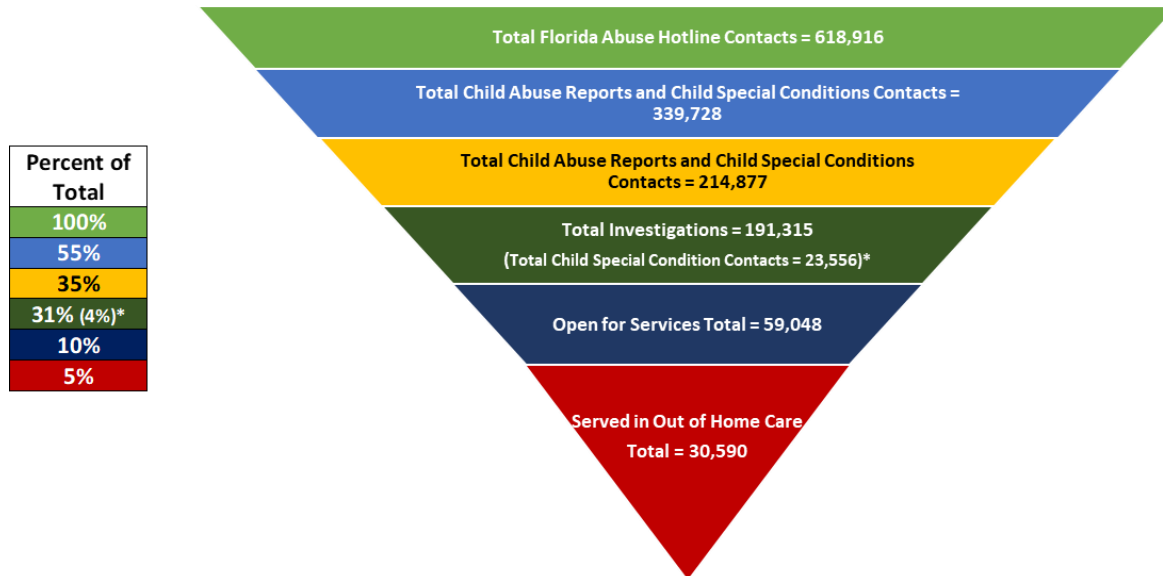 Total Florida Abuse Hotline Contacts = 618,916
Total Child Abuse Reports and Child Special Conditions Contacts =
339,728
Total Child Abuse Reports and Child Special Conditions
Contacts = 214,877
Total Investigations = 191,315
(Total Child Special Condition Contacts = 23,556)*
Open for Services Total = 59,048
Served in Out of Home Care
Total = 30,590
Percent of
Total
100%
55%
35%
31% (4%)*
10%
5%